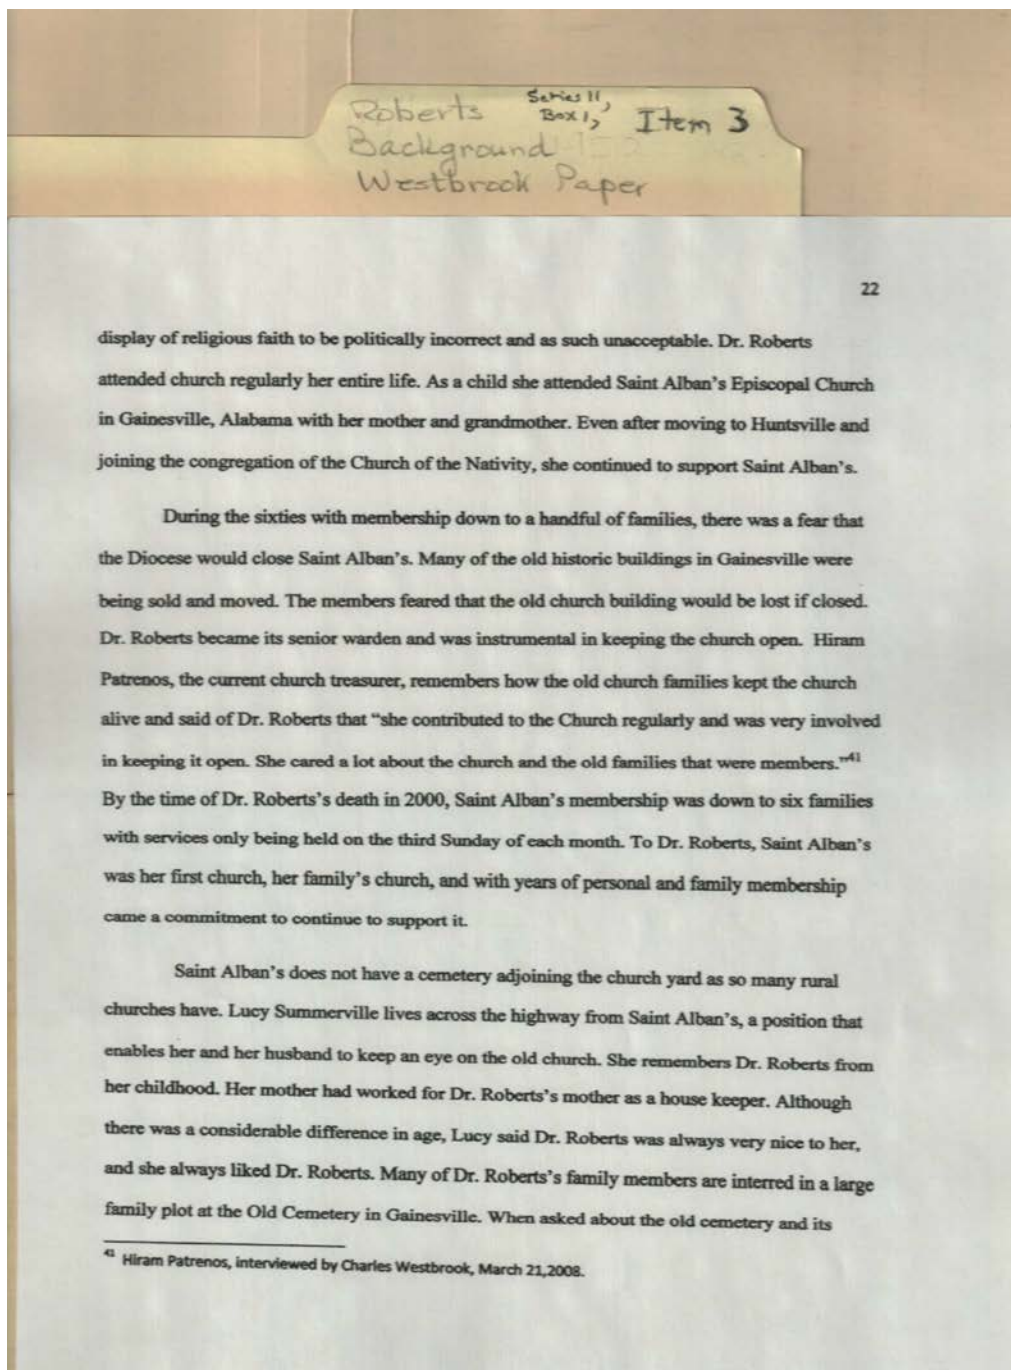 Roberts Series 11,
Box 1, Item 3
Background
Westbrook Paper
22
display of religious faith to be politically incorrect and as such unacceptable. Dr. Roberts
attended church regularly her entire life. As a child she attended Saint Alban's Episcopal Church
in Gainesville, Alabama with her mother and grandmother. Even after moving to Huntsville and
joining the congregation of the Church of the Nativity, she continued to support Saint Alban's.
During the sixties with membership down to a handful of families, there was a fear that
the Diocese would close Saint Alban's. Many of the old historic buildings in Gainesville were
being sold and moved. The members feared that the old church building would be lost if closed.
Dr. Roberts became its senior warden and was instrumental in keeping the church open. Hiram
Patrenos, the current church treasurer, remembers how the old church families kept the church
alive and said of Dr. Roberts that “she contributed to the Church regularly and was very involved
in keeping it open. She cared a lot about the church and the old families that were members.”41
By the time of Dr. Roberts's death in 2000, Saint Alban's membership was down to six families
with services only being held on the third Sunday of each month. To Dr. Roberts, Saint Alban's
was her first church, her family's church, and with years of personal and family membership
came a commitment to continue to support it.
Saint Alban's does not have a cemetery adjoining the church yard as so many rural
churches have. Lucy Summerville lives across the highway from Saint Alban's, a position that
enables her and her husband to keep an eye on the old church. She remembers Dr. Roberts from
her childhood. Her mother had worked for Dr. Roberts's mother as a house keeper. Although
there was a considerable difference in age, Lucy said Dr. Roberts was always very nice to her,
and she always liked Dr. Roberts. Many of Dr. Roberts's family members are interred in a large
family plot at the Old Cemetery in Gainesville. When asked about the old cemetery and its
41 Hiram Patrenos, interviewed by Charles Westbrook, March 21,2008.